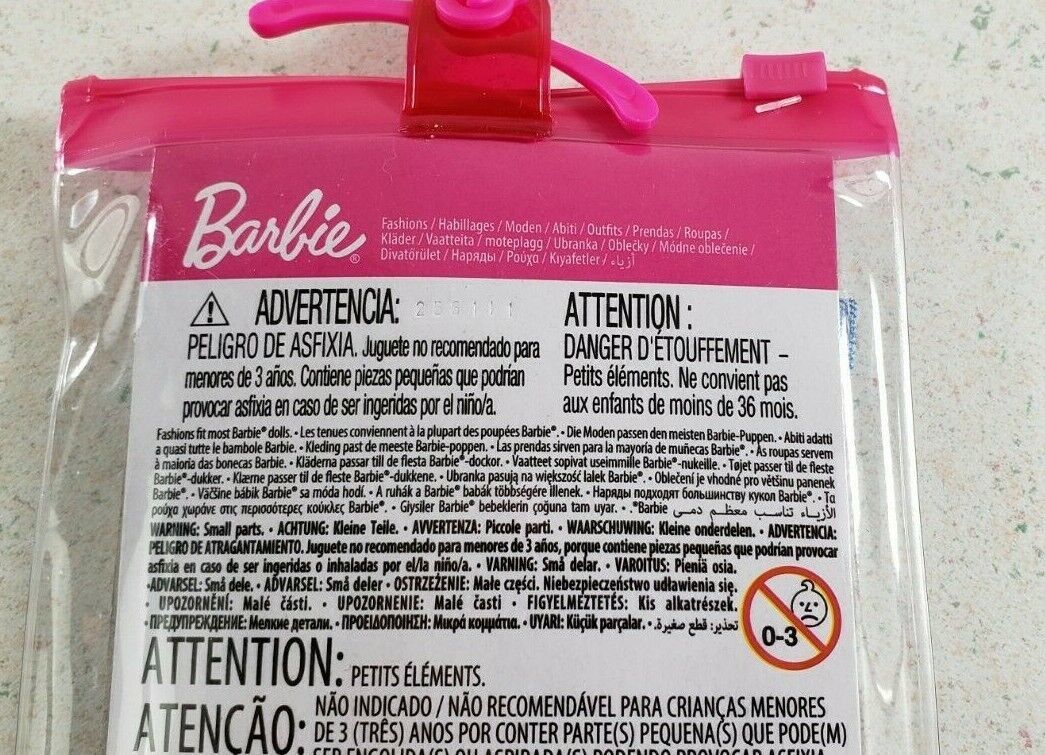 Barbie®
Fashions / Habillages / Moden / Abiti / Outfits / Prendas / Roupas /
Kläder / Vaatteita / moteplagg / Ubranka / Oblečky / Módne oblečenie /
Divatörület / Наряды / Ρούχα / Kıyafetler / أزياء
ADVERTENCIA:
PELIGRO DE ASFIXIA. Juguete no recomendado para
menores de 3 años. Contiene piezas pequeñas que podrían
provocar asfixia en caso de ser ingeridas por el niño/a.
ATTENTION :
DANGER D'ÉTOUFFEMENT –
Petits éléments. Ne convient pas
aux enfants de moins de 36 mois.
Fashions fit most Barbie® dolls. • Les tenues conviennent à la plupart des poupées Barbie®. • Die Moden passen den meisten Barbie-Puppen. • Abiti adatti
a quasi tutte le bambole Barbie. • Kleding past de meeste Barbie-poppen. • Las prendas sirven para la mayoría de muñecas Barbie®. • As roupas servem
à maioria das bonecas Barbie. • Kläderna passar till de flesta Barbie®-dockor. • Vaatteet sopivat useimmille Barbie®-nukeille. • Tøjet passer til de fleste
Barbie®-dukker. • Klærne passer til de fleste Barbie®-dukkene. • Ubranka pasują na większość lalek Barbie®. • Oblečení je vhodné pro většinu panenek
Barbie®. • Väčšine bábik Barbie® sa móda hodí. • A ruhák a Barbie® babák többségére illenek. • Наряды подходят большинству кукол Barbie®. • Τα
ρούχα χωράνε στις περισσότερες κούκλες Barbie®. • Giysiler Barbie® bebeklerin çoğuna tam uyar. • الأزياء تناسب معظم دمى Barbie®.
WARNING: Small parts. • ACHTUNG: Kleine Teile. • AVVERTENZA: Piccole parti. • WAARSCHUWING: Kleine onderdelen. • ADVERTENCIA:
PELIGRO DE ATRAGANTAMIENTO. Juguete no recomendado para menores de 3 años, porque contiene piezas pequeñas que podrían provocar
asfixia en caso de ser ingeridas o inhaladas por el/la niño/a. • VARNING: Små delar. • VAROITUS: Pieniä osia.
•ADVARSEL: Små dele. • ADVARSEL: Små deler • OSTRZEŻENIE: Małe części. Niebezpieczeństwo udławienia się.
• UPOZORNĚNÍ: Malé části. • UPOZORNENIE: Malé časti • FIGYELMEZTETÉS: Kis alkatrészek.
•ПРЕДУПРЕЖДЕНИЕ: Мелкие детали. • ΠΡΟΕΙΔΟΠΟΙΗΣΗ: Μικρά κομμάτια. • UYARI: Küçük parçalar. • تحذير: قطع صغيرة.
0-3
ATTENTION: PETITS ÉLÉMENTS.
ATENÇÃO: NÃO INDICADO / NÃO RECOMENDÁVEL PARA CRIANÇAS MENORES
DE 3 (TRÊS) ANOS POR CONTER PARTE(S) PEQUENA(S) QUE PODE(M)
SER ENGOLIDA(S) OU ASPIRADA(S) PODENDO PROVOCAR ASFIXIA